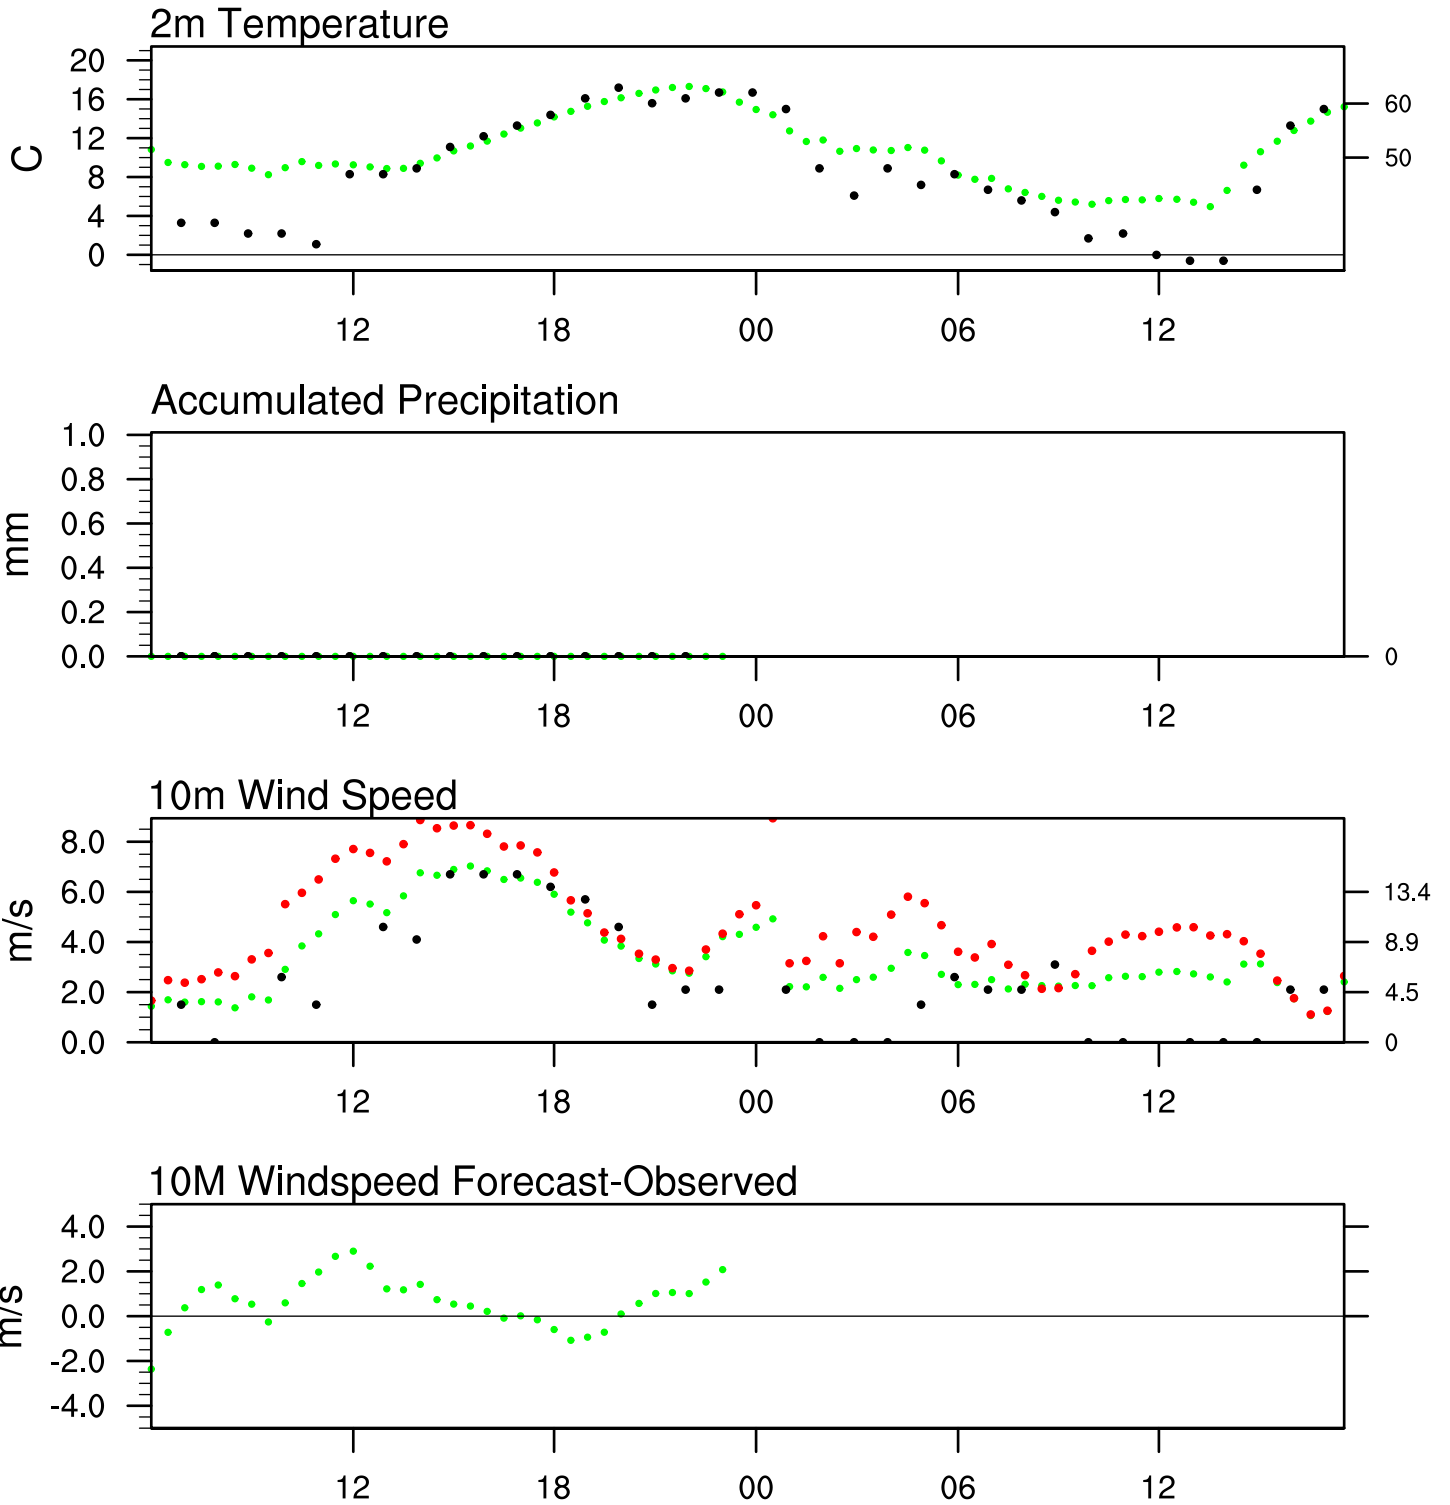 2m Temperature
20
16
12
8
4
0
C
60
50
12 18 00 06 12
Accumulated Precipitation
1.0
0.8
0.6
0.4
0.2
0.0
mm
0
12 18 00 06 12
10m Wind Speed
8.0
6.0
4.0
2.0
0.0
m/s
13.4
8.9
4.5
0
12 18 00 06 12
10M Windspeed Forecast-Observed
4.0
2.0
0.0
-2.0
-4.0
m/s
12 18 00 06 12